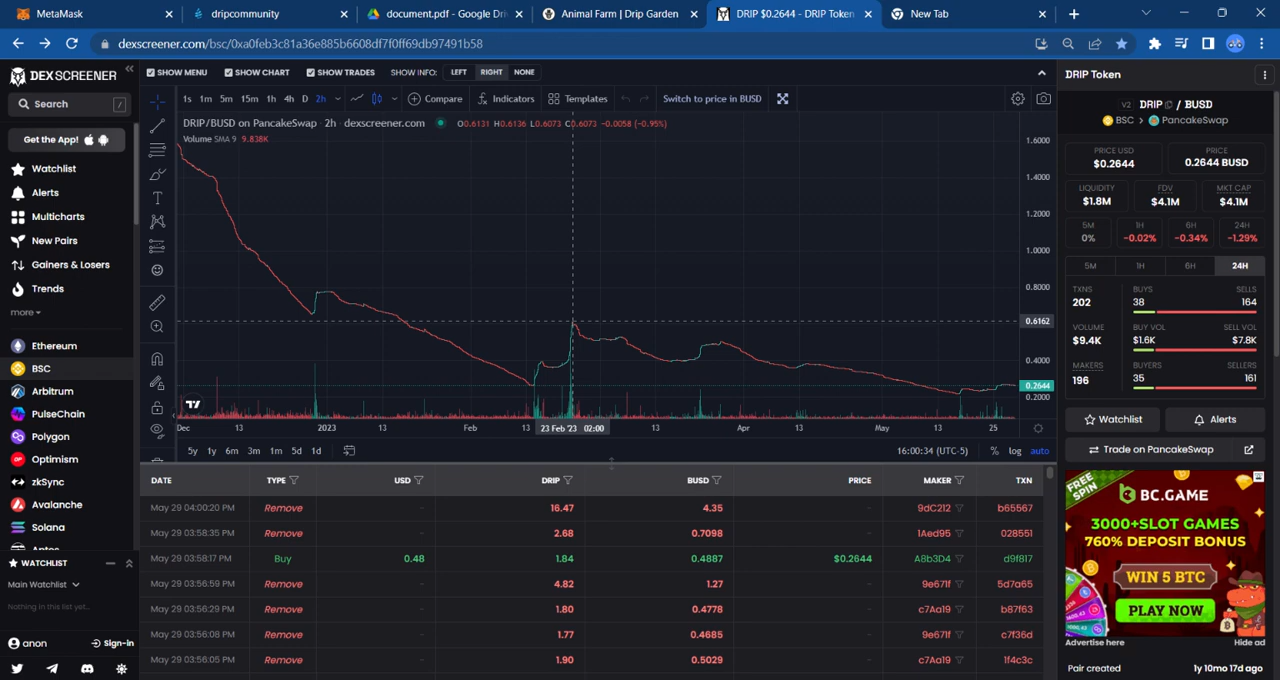 MetaMask
dripcommunity
document.pdf - Google Dri
Animal Farm | Drip Garden
DRIP $0.2644 - DRIP Token
New Tab
dexscreener.com/bsc/0xa0feb3c81a36e885b6608df7f0ff69db97491b58
DEXSCREENER
Search /
Get the App!
Watchlist
Alerts
Multicharts
New Pairs
Gainers & Losers
Trends
more
Ethereum
BSC
Arbitrum
PulseChain
Polygon
Optimism
zkSync
Avalanche
Solana
Aptos
WATCHLIST
Main Watchlist
Nothing in this list yet...
anon
Sign-in
SHOW MENU SHOW CHART SHOW TRADES SHOW INFO: LEFT RIGHT NONE
1s 1m 5m 15m 1h 4h D 2h Compare Indicators Templates Switch to price in BUSD
DRIP/BUSD on PancakeSwap · 2h · dexscreener.com O0.6131 H0.6136 L0.6073 C0.6073 -0.0058 (-0.95%)
Volume SMA 9 9.838K
1.6000
1.4000
1.2000
1.0000
0.8000
0.6162
0.4000
0.2644
0.2000
Dec 13 2023 13 Feb 13 23 Feb '23 02:00 13 Apr 13 May 13 25
5y 1y 6m 3m 1m 5d 1d 16:00:34 (UTC-5) % log auto
DATE TYPE USD DRIP BUSD PRICE MAKER TXN
May 29 04:00:20 PM Remove - 16.47 4.35 - 9dC212 b65567
May 29 03:58:35 PM Remove - 2.68 0.7098 - 1Aed95 028551
May 29 03:58:17 PM Buy 0.48 1.84 0.4887 $0.2644 A8b3D4 d9f817
May 29 03:56:59 PM Remove - 4.82 1.27 - 9e671f 5d7a65
May 29 03:56:29 PM Remove - 1.80 0.4778 - c7Aa19 b87f63
May 29 03:56:08 PM Remove - 1.77 0.4685 - 9e671f c7f36d
May 29 03:56:05 PM Remove - 1.90 0.5029 - c7Aa19 1f4c3c
DRIP Token
V2 DRIP / BUSD
BSC > PancakeSwap
PRICE USD
$0.2644
PRICE
0.2644 BUSD
LIQUIDITY
$1.8M
FDV
$4.1M
MKT CAP
$4.1M
5M
0%
1H
-0.02%
6H
-0.34%
24H
-1.29%
5M 1H 6H 24H
TXNS
202
BUYS
38
SELLS
164
VOLUME
$9.4K
BUY VOL
$1.6K
SELL VOL
$7.8K
MAKERS
196
BUYERS
35
SELLERS
161
Watchlist
Alerts
Trade on PancakeSwap
FREE SPIN
BC.GAME
3000+SLOT GAMES
760% DEPOSIT BONUS
WIN 5 BTC
PLAY NOW
Advertise here
Hide ad
Pair created
1y 10mo 17d ago